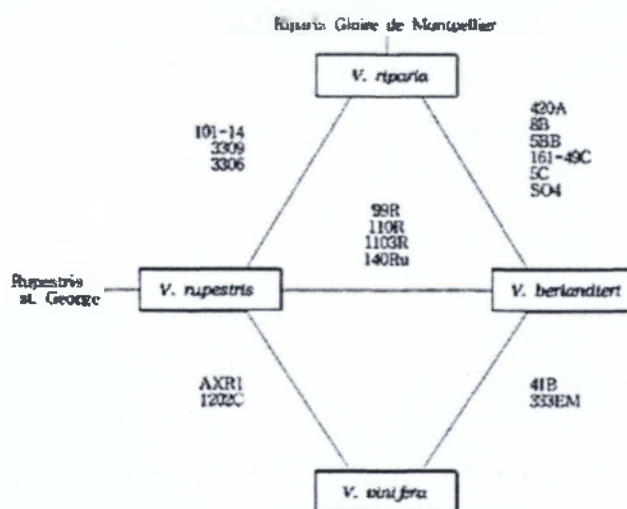 Riparia Gloire de Montpellier
V. riparia
101-14
3309
3306
420A
8B
5BB
161-49C
5C
SO4
99R
110R
1103R
140Ru
Rupestris
st. George
V. rupestris
V. berlandieri
AXR1
1202C
41B
333EM
V. vinifera